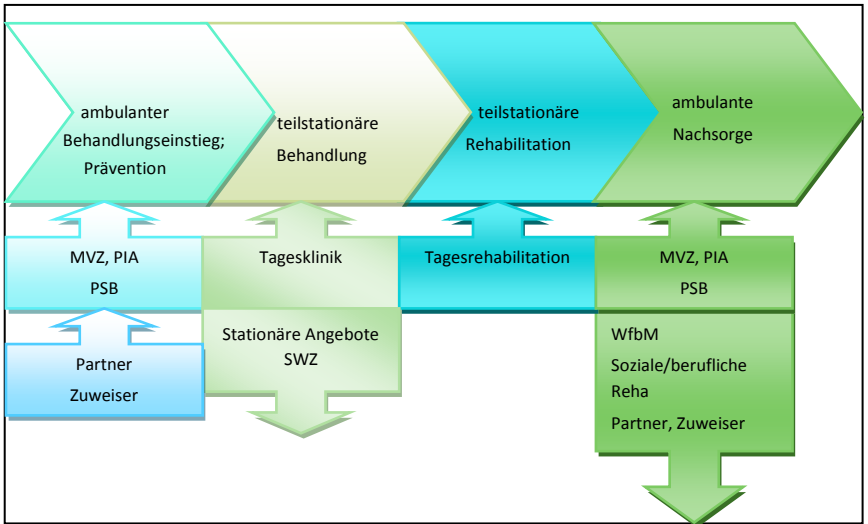 ambulanter
Behandlungseinstieg;
Prävention
teilstationäre
Behandlung
teilstationäre
Rehabilitation
ambulante
Nachsorge
MVZ, PIA
PSB
Tagesklinik
Tagesrehabilitation
MVZ, PIA
PSB
Partner
Zuweiser
Stationäre Angebote
SWZ
WfbM
Soziale/berufliche
Reha
Partner, Zuweiser